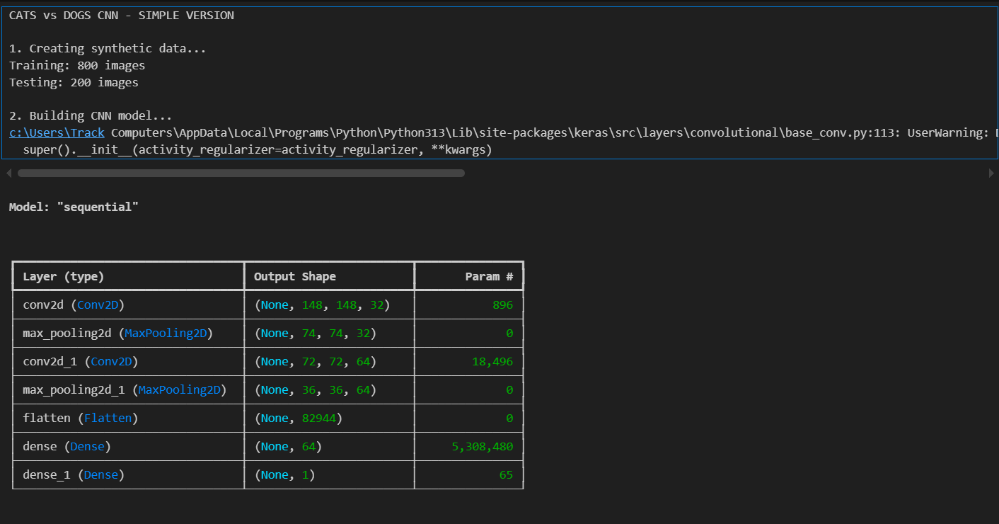 CATS vs DOGS CNN - SIMPLE VERSION
1. Creating synthetic data...
Training: 800 images
Testing: 200 images
2. Building CNN model...
c:\Users\Track Computers\AppData\Local\Programs\Python\Python313\Lib\site-packages\keras\src\layers\convolutional\base_conv.py:113: UserWarning:
super().__init__(activity_regularizer=activity_regularizer, **kwargs)
Model: "sequential"
Layer (type) Output Shape Param #
conv2d (Conv2D) (None, 148, 148, 32) 896
max_pooling2d (MaxPooling2D) (None, 74, 74, 32) 0
conv2d_1 (Conv2D) (None, 72, 72, 64) 18,496
max_pooling2d_1 (MaxPooling2D) (None, 36, 36, 64) 0
flatten (Flatten) (None, 82944) 0
dense (Dense) (None, 64) 5,308,480
dense_1 (Dense) (None, 1) 65